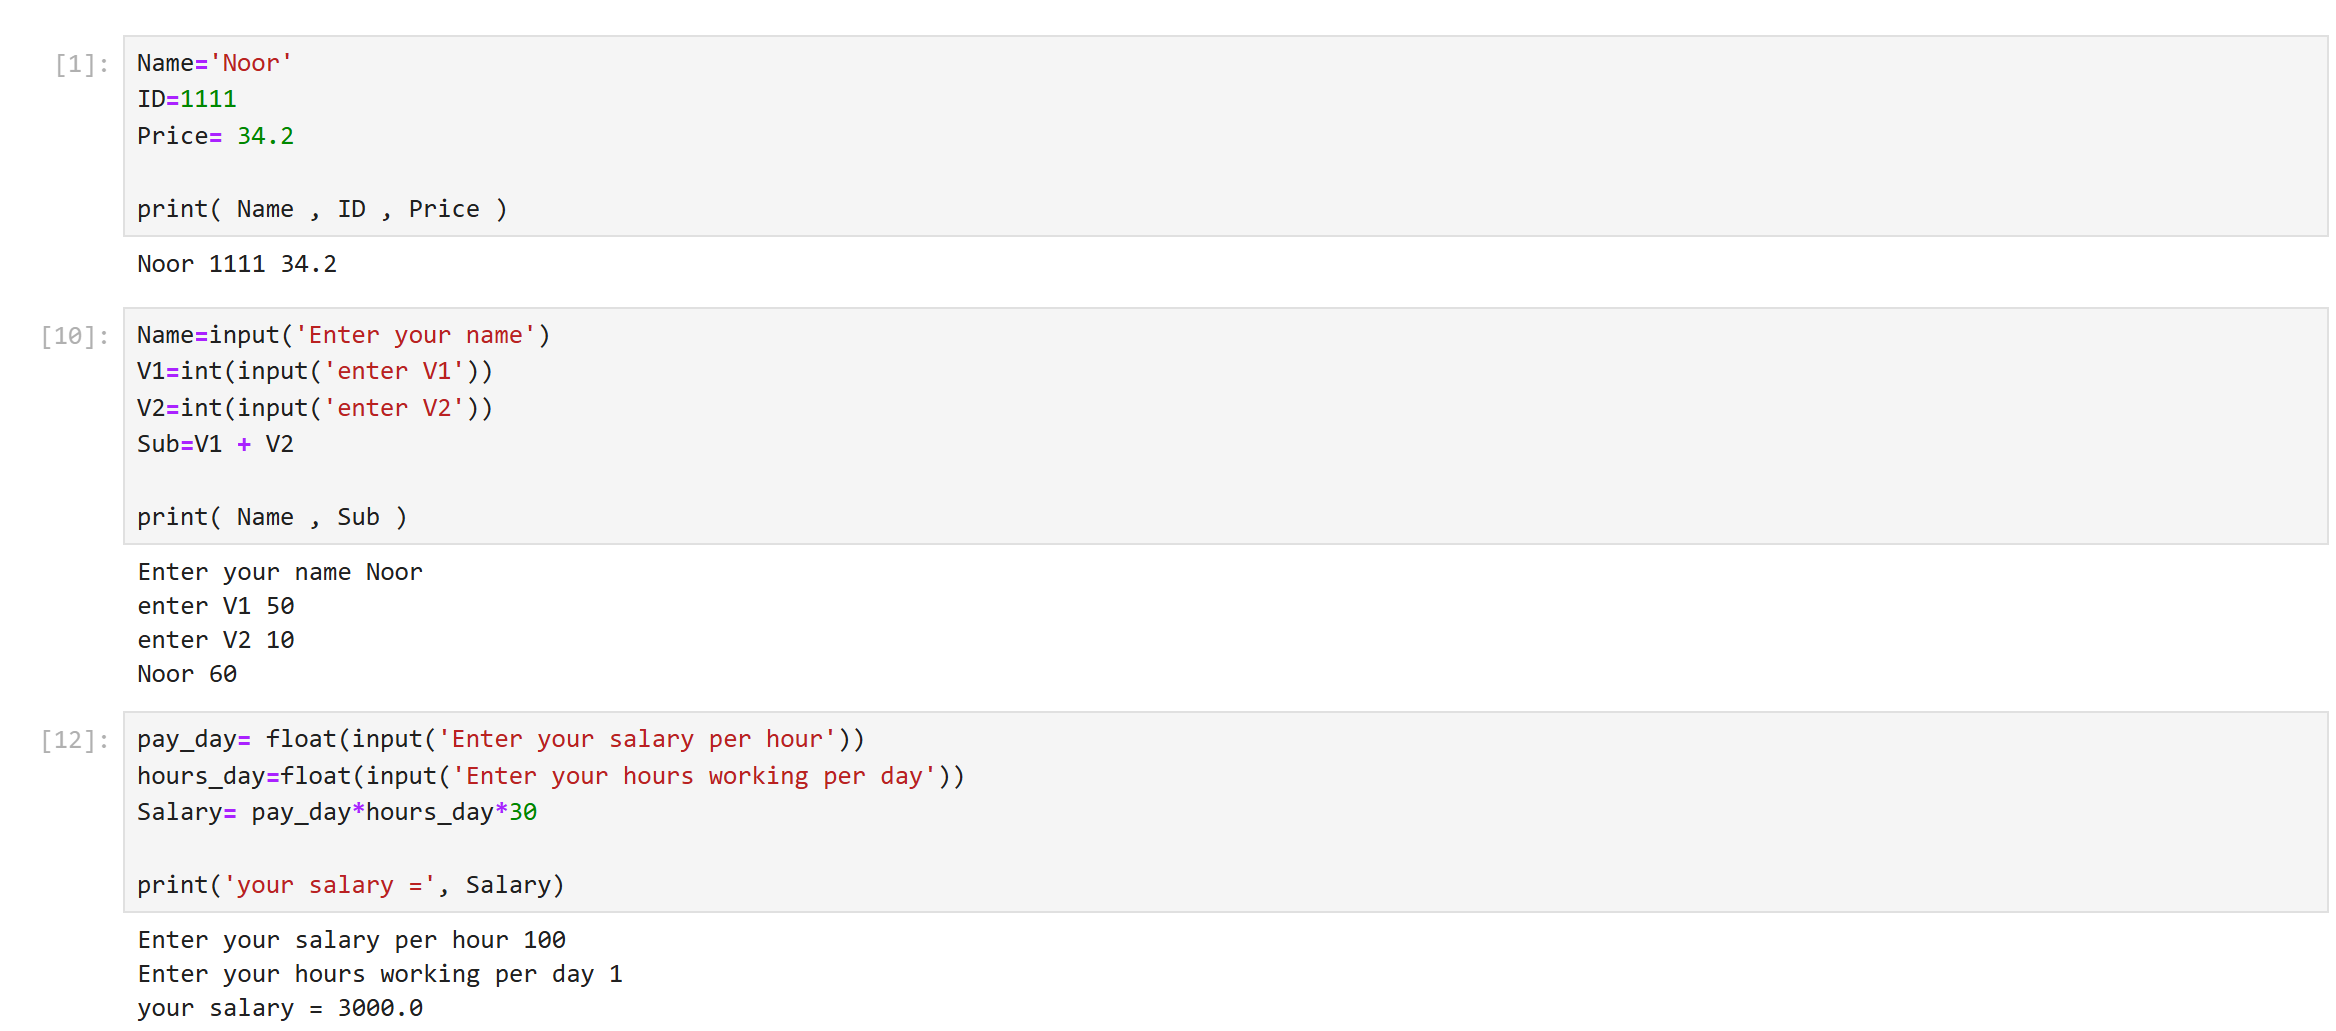 [1]:
Name='Noor'
ID=1111
Price= 34.2
print( Name , ID , Price )
Noor 1111 34.2
[10]:
Name=input('Enter your name')
V1=int(input('enter V1'))
V2=int(input('enter V2'))
Sub=V1 + V2
print( Name , Sub )
Enter your name Noor
enter V1 50
enter V2 10
Noor 60
[12]:
pay_day= float(input('Enter your salary per hour'))
hours_day=float(input('Enter your hours working per day'))
Salary= pay_day*hours_day*30
print('your salary =', Salary)
Enter your salary per hour 100
Enter your hours working per day 1
your salary = 3000.0